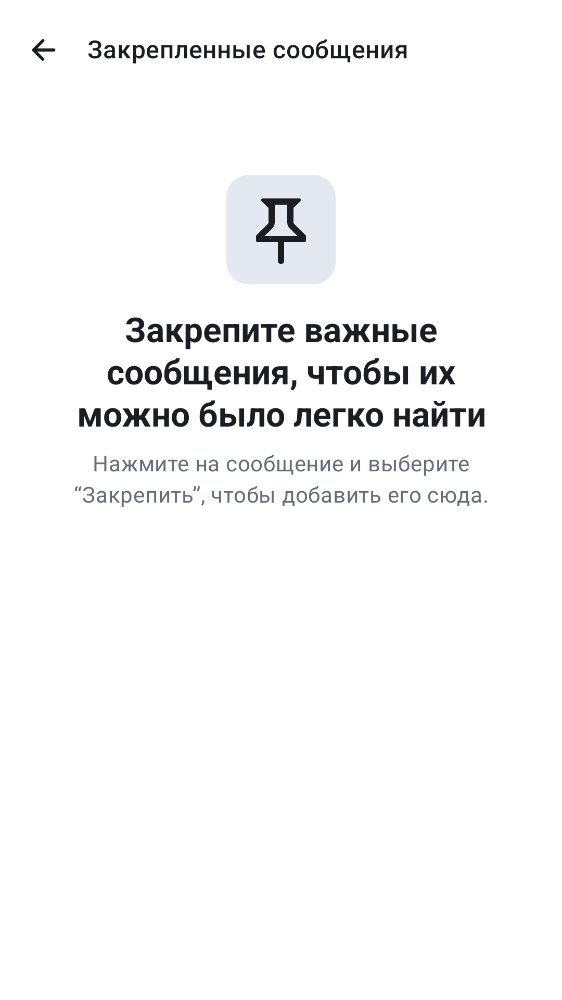 Закрепленные сообщения
Закрепите важные
сообщения, чтобы их
можно было легко найти
Нажмите на сообщение и выберите
“Закрепить”, чтобы добавить его сюда.